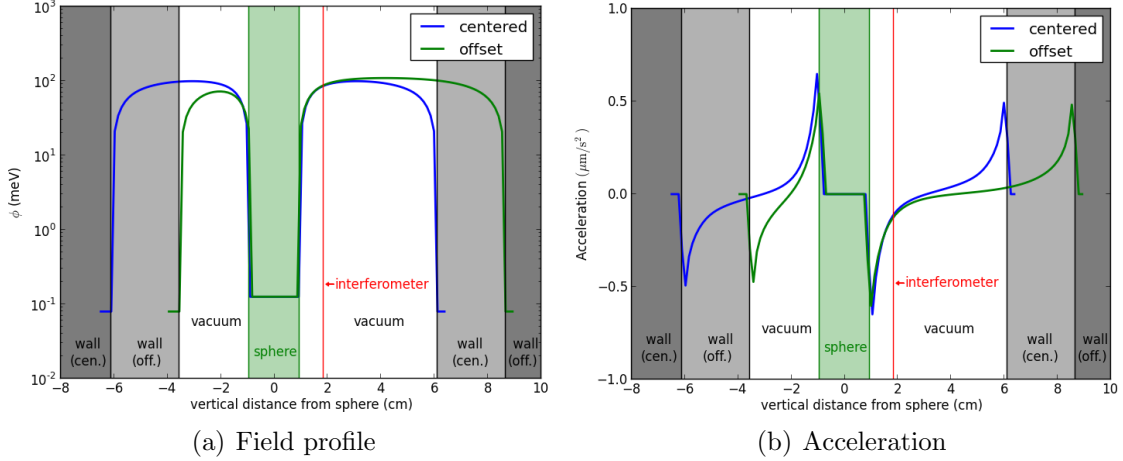 10³
10²
10¹
10⁰
10⁻¹
10⁻²
ϕ (meV)
centered
offset
interferometer
vacuum
vacuum
sphere
wall
(cen.)
wall
(off.)
wall
(cen.)
wall
(off.)
−8 −6 −4 −2 0 2 4 6 8 10
vertical distance from sphere (cm)
(a) Field profile
1.0
0.5
0.0
−0.5
−1.0
Acceleration (μm/s²)
centered
offset
interferometer
vacuum
vacuum
sphere
wall
(cen.)
wall
(off.)
wall
(cen.)
wall
(off.)
−8 −6 −4 −2 0 2 4 6 8 10
vertical distance from sphere (cm)
(b) Acceleration